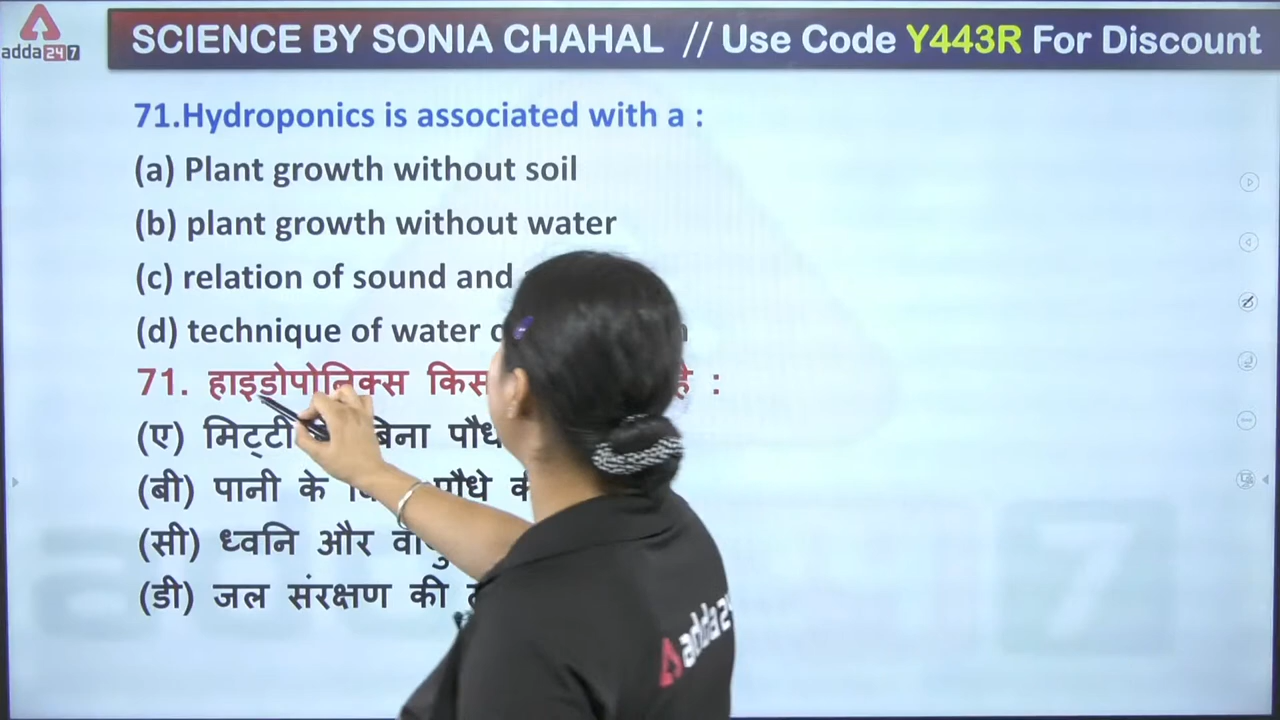 adda247
SCIENCE BY SONIA CHAHAL // Use Code Y443R For Discount
71.Hydroponics is associated with a :
(a) Plant growth without soil
(b) plant growth without water
(c) relation of sound and
(d) technique of water
71. हाइड्रोपोनिक्स किस है :
(ए) मिट्टी बिना
(बी) पानी के पौधे
(सी) ध्वनि और
(डी) जल संरक्षण की
adda24